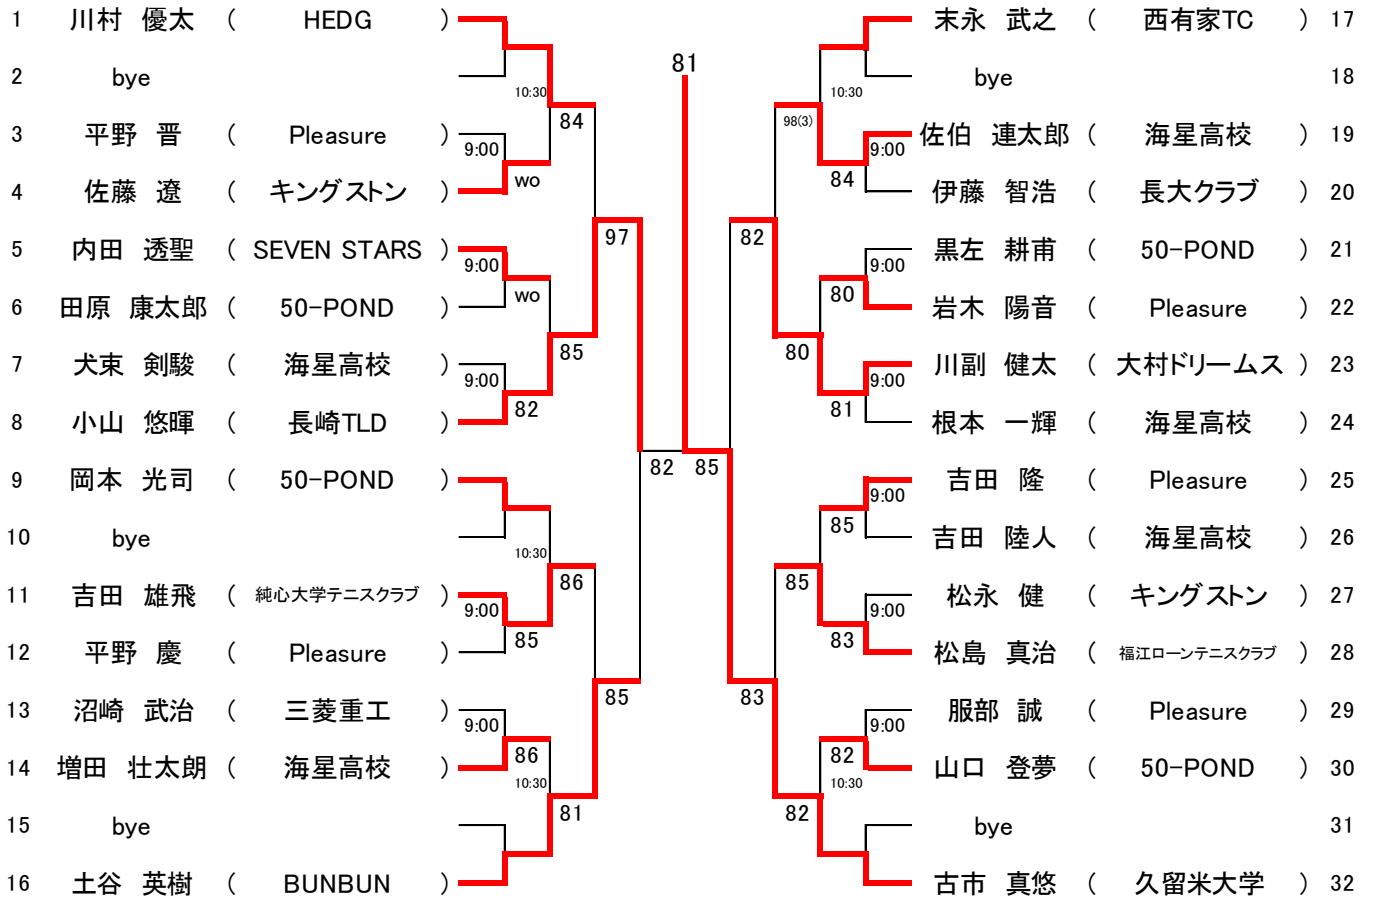 1 川村 優太 ( HEDG ) 末永 武之 ( 西有家TC ) 17
81
2 bye bye 18
10:30 10:30
84 98(3)
3 平野 晋 ( Pleasure ) 9:00 佐伯 連太郎 ( 海星高校 ) 19 9:00
wo 84
4 佐藤 遼 ( キングストン ) 伊藤 智浩 ( 長大クラブ ) 20
97 82
5 内田 透聖 ( SEVEN STARS ) 9:00 黒左 耕甫 ( 50-POND ) 21 9:00
wo 80
6 田原 康太郎 ( 50-POND ) 岩木 陽音 ( Pleasure ) 22
85 80
7 犬束 剣駿 ( 海星高校 ) 9:00 川副 健太 ( 大村ドリームス ) 23 9:00
82 81
8 小山 悠暉 ( 長崎TLD ) 根本 一輝 ( 海星高校 ) 24
82 85
9 岡本 光司 ( 50-POND ) 吉田 隆 ( Pleasure ) 25 9:00
85
10 bye 吉田 陸人 ( 海星高校 ) 26
10:30
86 85
11 吉田 雄飛 ( 純心大学テニスクラブ ) 9:00 松永 健 ( キングストン ) 27 9:00
85 83
12 平野 慶 ( Pleasure ) 松島 真治 ( 福江ローンテニスクラブ ) 28
85 83
13 沼崎 武治 ( 三菱重工 ) 9:00 服部 誠 ( Pleasure ) 29 9:00
86 82
14 増田 壮太朗 ( 海星高校 ) 山口 登夢 ( 50-POND ) 30
10:30 10:30
81 82
15 bye bye 31
16 土谷 英樹 ( BUNBUN ) 古市 真悠 ( 久留米大学 ) 32